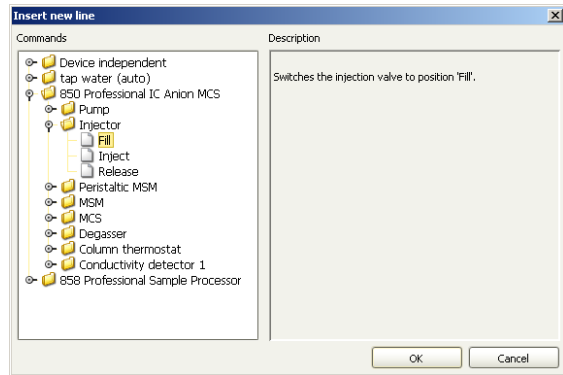 Insert new line
Commands
Description
Device independent
tap water (auto)
850 Professional IC Anion MCS
Pump
Injector
Fill
Inject
Release
Peristaltic MSM
MSM
MCS
Degasser
Column thermostat
Conductivity detector 1
858 Professional Sample Processor
Switches the injection valve to position 'Fill'.
OK
Cancel